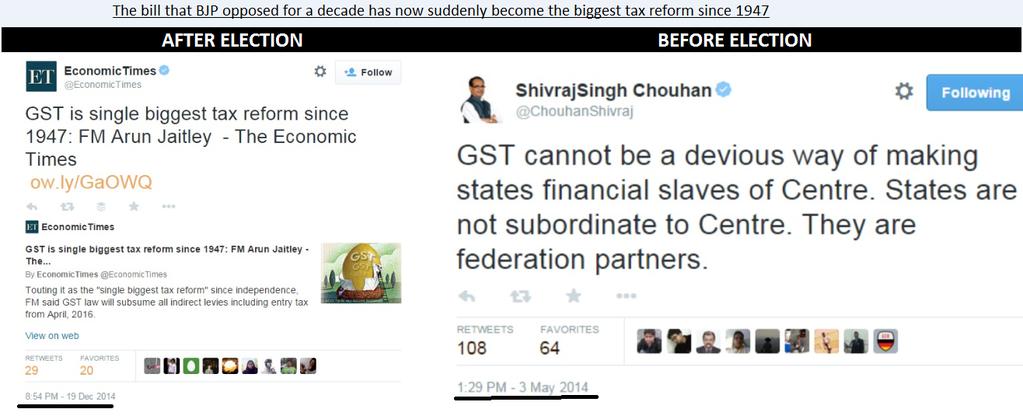 The bill that BJP opposed for a decade has now suddenly become the biggest tax reform since 1947
AFTER ELECTION
BEFORE ELECTION
ET
EconomicTimes
@EconomicTimes
Follow
GST is single biggest tax reform since
1947: FM Arun Jaitley - The Economic
Times
ow.ly/GaOWQ
ET EconomicTimes
GST is single biggest tax reform since 1947: FM Arun Jaitley -
The...
By EconomicTimes @EconomicTimes
Touting it as the "single biggest tax reform" since independence,
FM said GST law will subsume all indirect levies including entry tax
from April, 2016.
GST
View on web
RETWEETS FAVORITES
29 20
8:54 PM - 19 Dec 2014
ShivrajSingh Chouhan
@ChouhanShivraj
Following
GST cannot be a devious way of making
states financial slaves of Centre. States are
not subordinate to Centre. They are
federation partners.
RETWEETS FAVORITES
108 64
1:29 PM - 3 May 2014